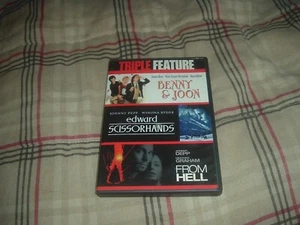 TRIPLE FEATURE
BENNY
& JOON
JOHNNY DEPP WINONA RYDER
edward
SCISSORHANDS
DEPP
GRAHAM
FROM
HELL